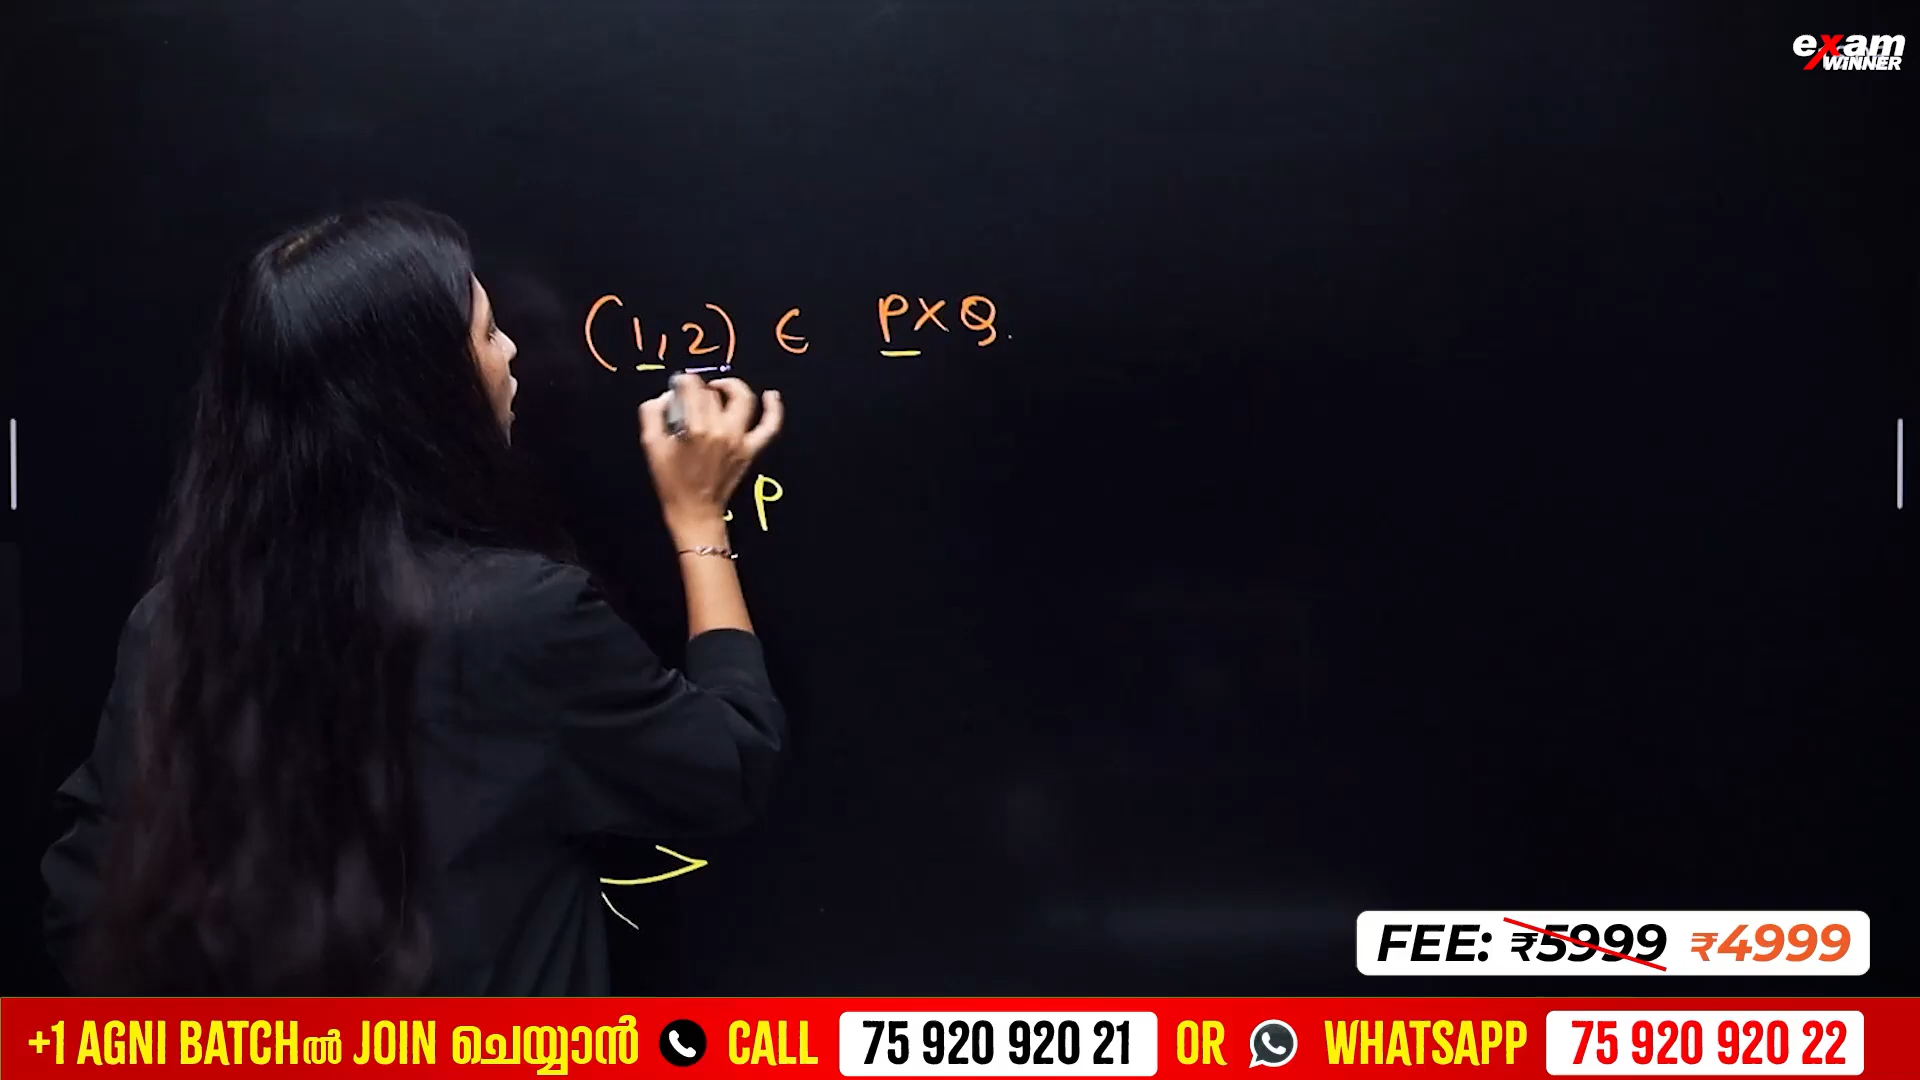 exam
WINNER
(1,2) ∈ P×Q.
P
FEE: ₹5999 ₹4999
+1 AGNI BATCHൽ JOIN ചെയ്യാൻ CALL 75 920 920 21 OR WHATSAPP 75 920 920 22